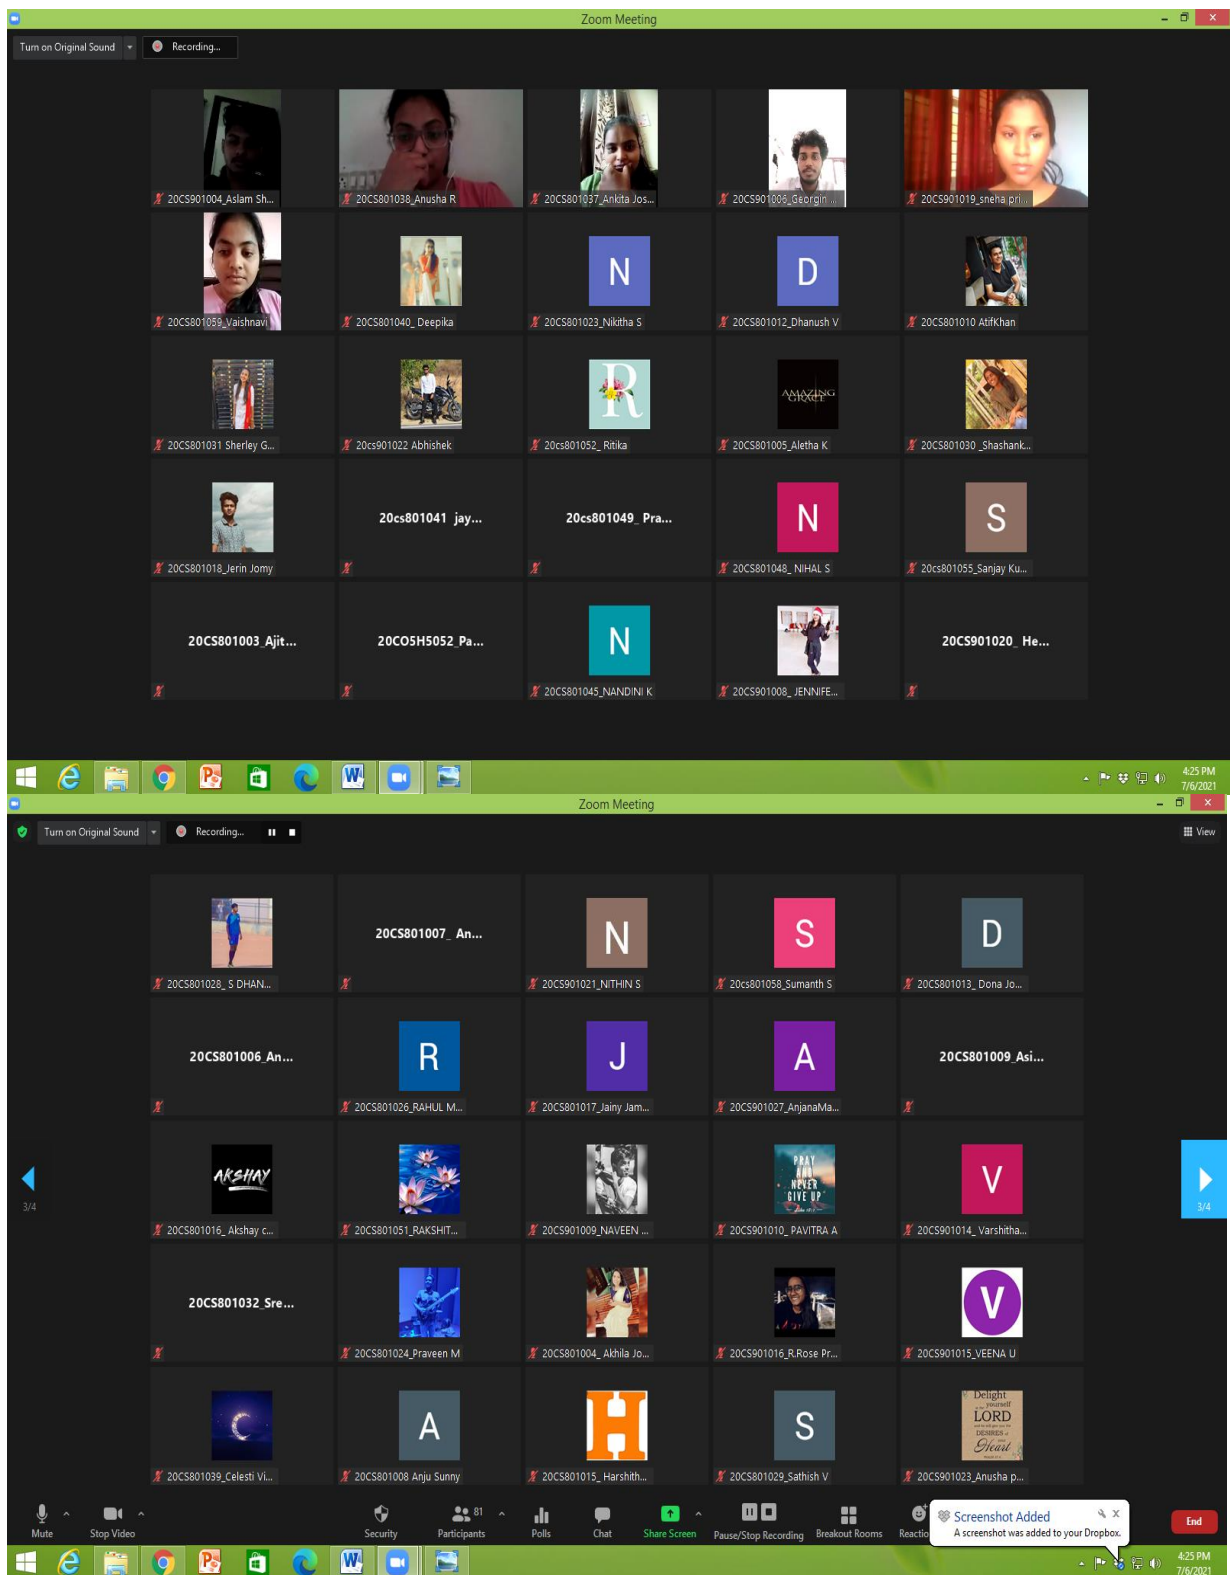 Zoom Meeting
Turn on Original Sound
Recording...
20CS901004_Aslam Sh...
20CS801038_Anusha R
20CS801037_Ankita Jos...
20CS901006_Georgin ...
20CS901019_sneha pri...
20CS801059_Vaishnavi
20CS801040_ Deepika
N
20CS801023_Nikitha S
D
20CS801012_Dhanush V
20CS801010 AtifKhan
20CS801031 Sherley G...
20cs901022 Abhishek
R
20cs801052_ Ritika
AMAZING
GRACE
20CS801005_Aletha K
20CS801030 _Shashank...
20CS801018_Jerin Jomy
20cs801041 jay...
20cs801049_ Pra...
N
20CS801048_ NIHAL S
S
20cs801055_Sanjay Ku...
20CS801003_Ajit...
20CO5H5052_Pa...
N
20CS801045_NANDINI K
20CS901008_ JENNIFE...
20CS901020_ He...
4:25 PM
7/6/2021
Zoom Meeting
Turn on Original Sound
Recording...
View
20CS801028_ S DHAN...
20CS801007_ An...
N
20CS901021_NITHIN S
S
20cs801058_Sumanth S
D
20CS801013_ Dona Jo...
20CS801006_An...
R
20CS801026_RAHUL M...
J
20CS801017_Jainy Jam...
A
20CS901027_AnjanaMa...
20CS801009_Asi...
3/4
AKSHAY
20CS801016_ Akshay c...
20CS801051_RAKSHIT...
20CS901009_NAVEEN ...
PRAY
AND
NEVER
GIVE UP
20CS901010_ PAVITRA A
V
20CS901014_ Varshitha...
3/4
20CS801032_Sre...
20CS801024_Praveen M
20CS801004_ Akhila Jo...
20CS901016_R.Rose Pr...
V
20CS901015_VEENA U
20CS801039_Celesti Vi...
A
20CS801008 Anju Sunny
H
20CS801015_ Harshith...
S
20CS801029_Sathish V
Delight
yourself
LORD
DESIRES
Heart
20CS901023_Anusha p...
Mute
Stop Video
Security
81
Participants
Polls
Chat
Share Screen
Pause/Stop Recording
Breakout Rooms
Reactio
Screenshot Added
A screenshot was added to your Dropbox.
End
4:25 PM
7/6/2021